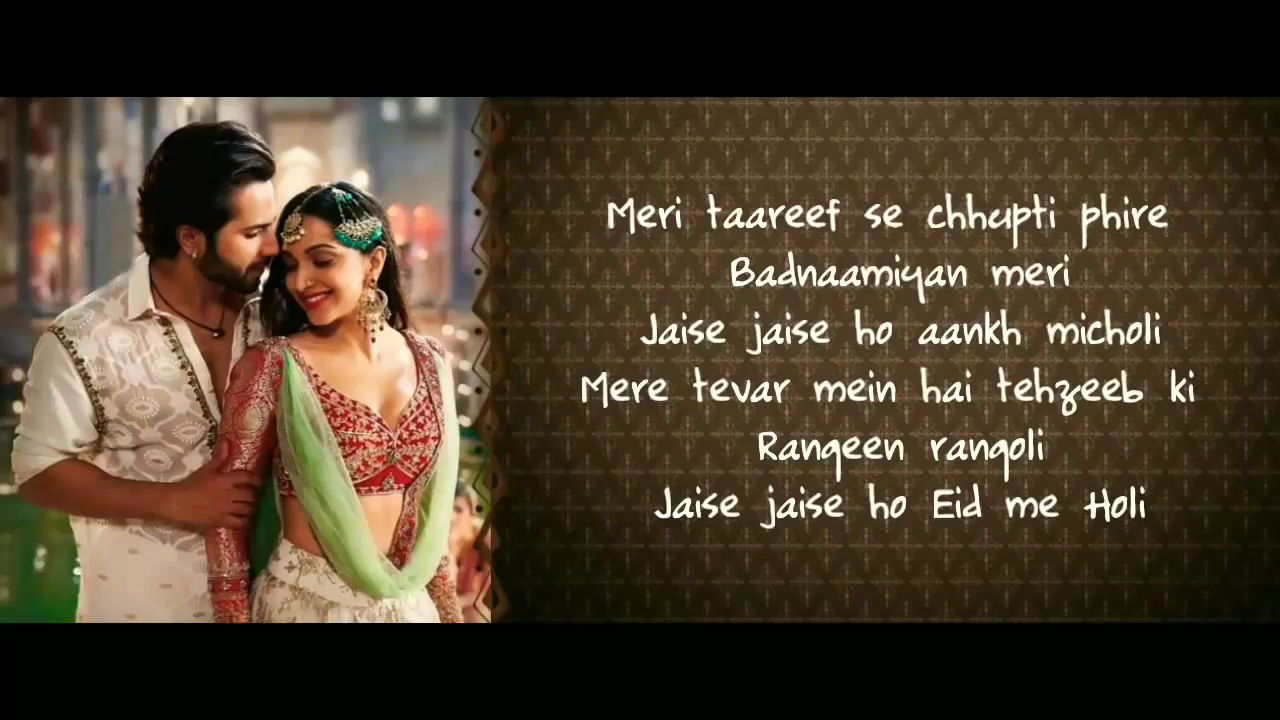 Meri taareef se chhupti phire
Badnaamiyan meri
Jaise jaise ho aankh micholi
Mere tevar mein hai tehzeeb ki
Rangeen rangoli
Jaise jaise ho Eid me Holi